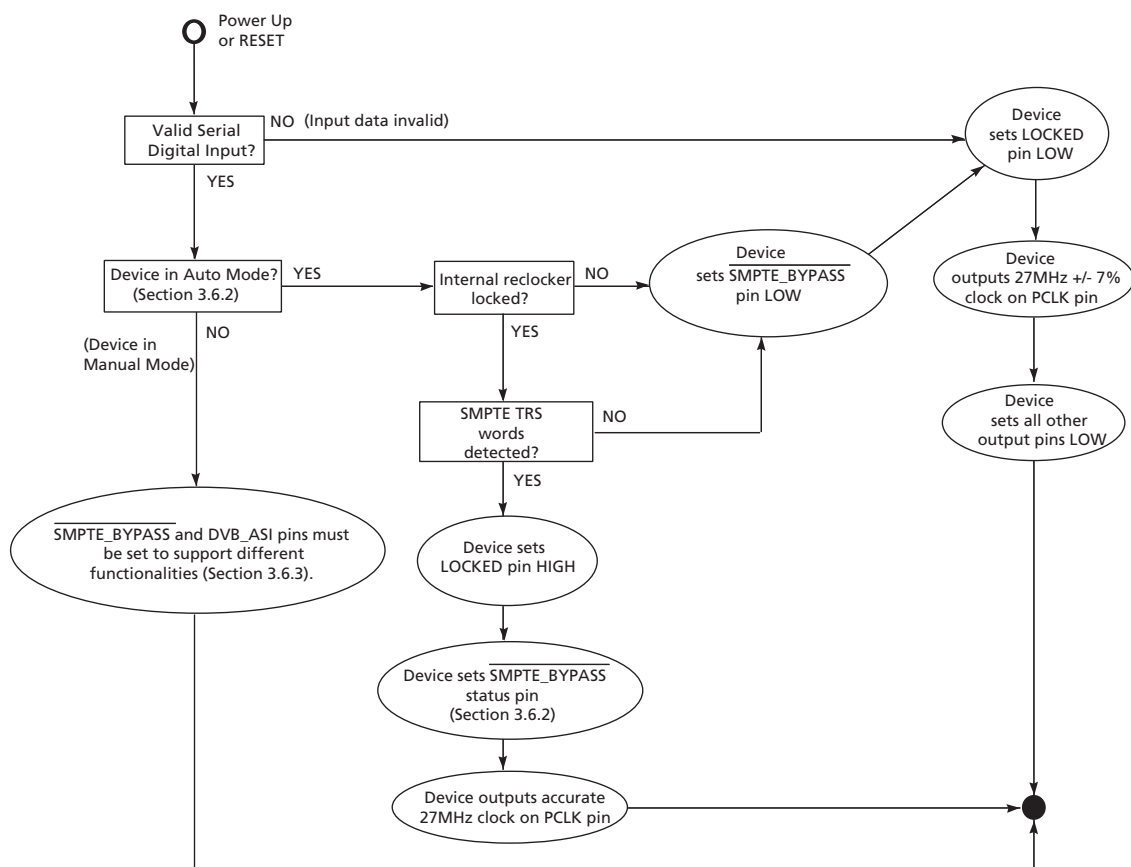 Power Up
or RESET
Valid Serial
Digital Input?
NO (Input data invalid)
YES
Device
sets LOCKED
pin LOW
Device in Auto Mode?
(Section 3.6.2)
YES
NO
(Device in
Manual Mode)
Internal reclocker
locked?
NO
YES
Device
sets SMPTE_BYPASS
pin LOW
Device
outputs 27MHz +/- 7%
clock on PCLK pin
SMPTE TRS
words
detected?
NO
YES
Device
sets all other
output pins LOW
SMPTE_BYPASS and DVB_ASI pins must
be set to support different
functionalities (Section 3.6.3).
Device sets
LOCKED pin HIGH
Device sets SMPTE_BYPASS
status pin
(Section 3.6.2)
Device outputs accurate
27MHz clock on PCLK pin